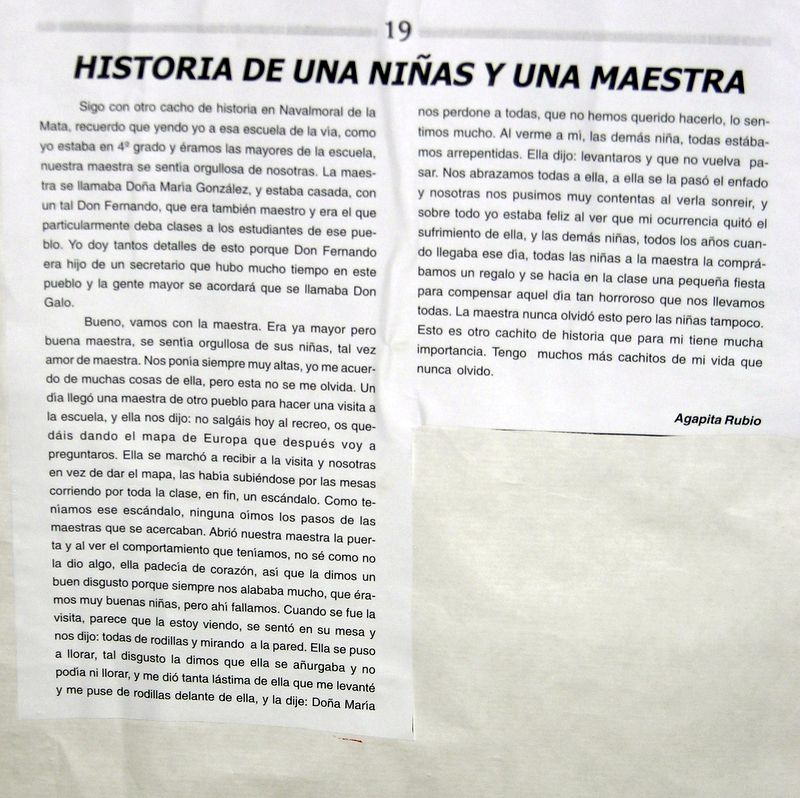 19
HISTORIA DE UNA NIÑAS Y UNA MAESTRA
Sigo con otro cacho de historia en Navalmoral de la
Mata, recuerdo que yendo yo a esa escuela de la via, como
yo estaba en 4º grado y éramos las mayores de la escuela,
nuestra maestra se sentia orgullosa de nosotras. La maes-
tra se llamaba Doña Maria González, y estaba casada, con
un tal Don Fernando, que era también maestro y era el que
particularmente deba clases a los estudiantes de ese pue-
blo. Yo doy tantos detalles de esto porque Don Fernando
era hijo de un secretario que hubo mucho tiempo en este
pueblo y la gente mayor se acordará que se llamaba Don
Galo.
Bueno, vamos con la maestra. Era ya mayor pero
buena maestra, se sentia orgullosa de sus niñas, tal vez
amor de maestra. Nos ponia siempre muy altas, yo me acuer-
do de muchas cosas de ella, pero esta no se me olvida. Un
dia llegó una maestra de otro pueblo para hacer una visita a
la escuela, y ella nos dijo: no salgáis hoy al recreo, os que-
dáis dando el mapa de Europa que después voy a
preguntaros. Ella se marchó a recibir a la visita y nosotras
en vez de dar el mapa, las había subiéndose por las mesas
corriendo por toda la clase, en fin, un escándalo. Como te-
niamos ese escándalo, ninguna oimos los pasos de las
maestras que se acercaban. Abrió nuestra maestra la puer-
ta y al ver el comportamiento que teniamos, no sé como no
la dio algo, ella padecia de corazón, asi que la dimos un
buen disgusto porque siempre nos alababa mucho, que éra-
mos muy buenas niñas, pero ahi fallamos. Cuando se fue la
visita, parece que la estoy viendo, se sentó en su mesa y
nos dijo: todas de rodillas y mirando a la pared. Ella se puso
a llorar, tal disgusto la dimos que ella se añurgaba y no
podia ni llorar, y me dió tanta lástima de ella que me levanté
y me puse de rodillas delante de ella, y la dije: Doña María
nos perdone a todas, que no hemos querido hacerlo, lo sen-
timos mucho. Al verme a mi, las demás niña, todas estába-
mos arrepentidas. Ella dijo: levantaros y que no vuelva pa-
sar. Nos abrazamos todas a ella, a ella se la pasó el enfado
y nosotras nos pusimos muy contentas al verla sonreir, y
sobre todo yo estaba feliz al ver que mi ocurrencia quitó el
sufrimiento de ella, y las demás niñas, todos los años cuan-
do llegaba ese dia, todas las niñas a la maestra la comprá-
bamos un regalo y se hacia en la clase una pequeña fiesta
para compensar aquel dia tan horroroso que nos llevamos
todas. La maestra nunca olvidó esto pero las niñas tampoco.
Esto es otro cachito de historia que para mi tiene mucha
importancia. Tengo muchos más cachitos de mi vida que
nunca olvido.
Agapita Rubio